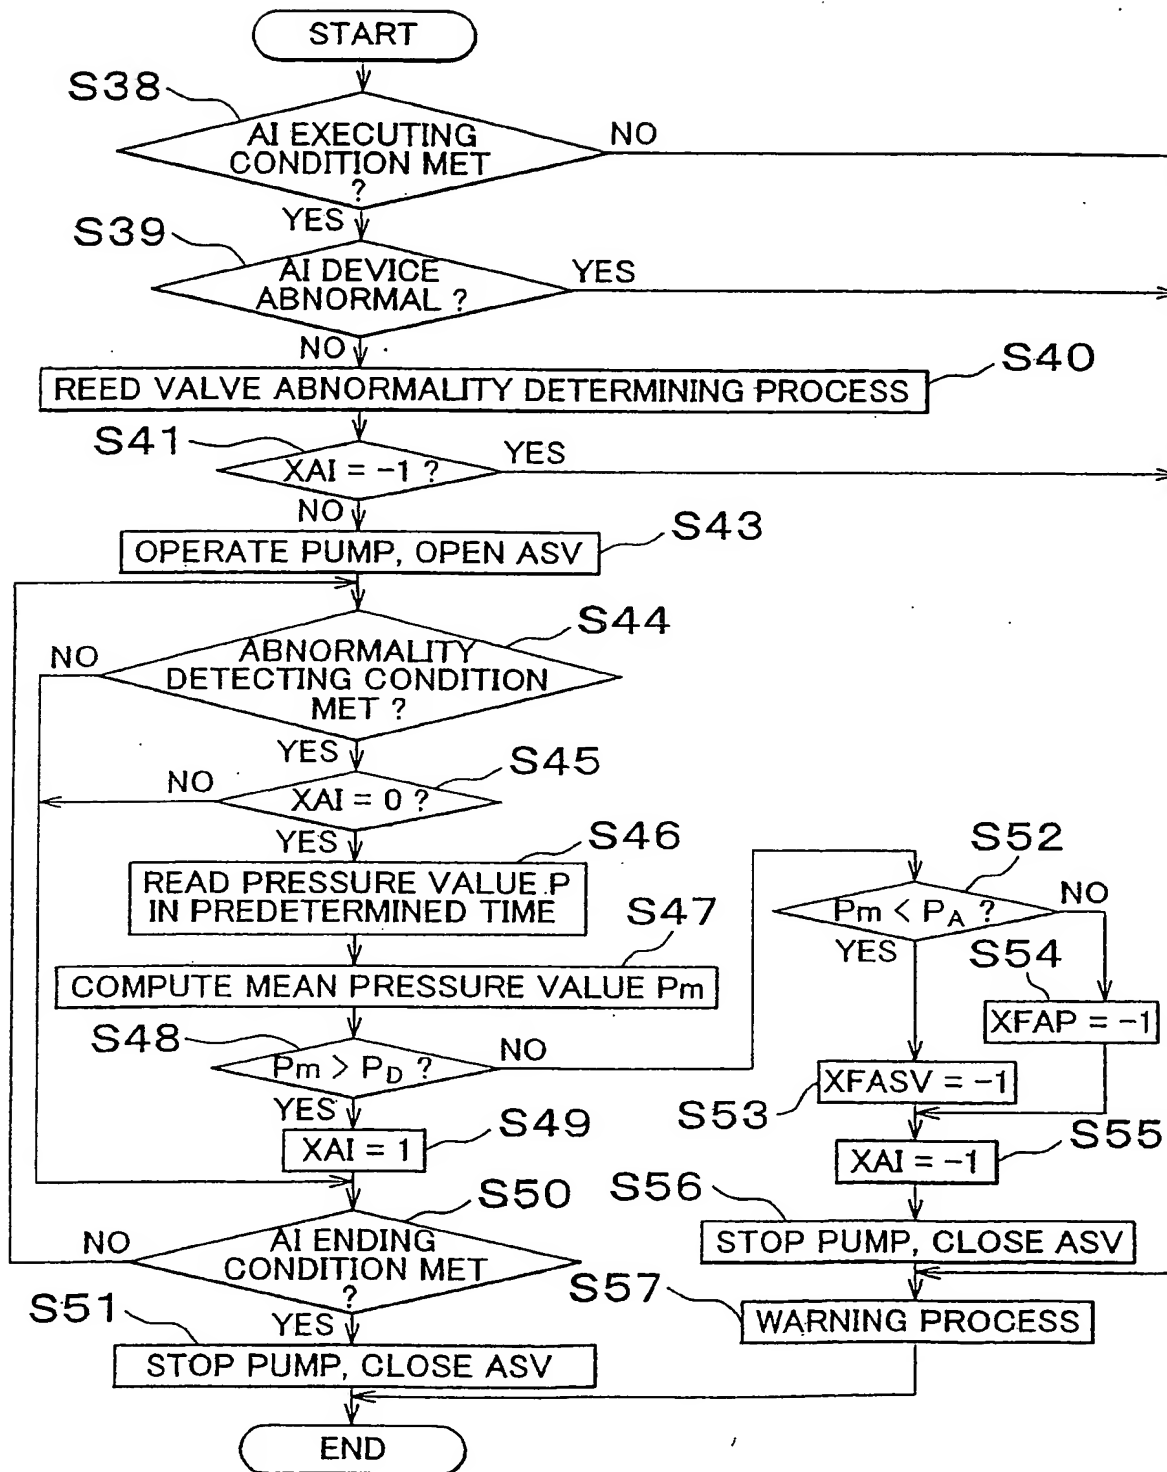 START
S38
AI EXECUTING
CONDITION MET
?
NO
YES
S39
AI DEVICE
ABNORMAL ?
YES
NO
S40
REED VALVE ABNORMALITY DETERMINING PROCESS
S41
XAI = -1 ?
YES
NO
S43
OPERATE PUMP, OPEN ASV
S44
NO
ABNORMALITY
DETECTING CONDITION
MET ?
YES
S45
NO
XAI = 0 ?
YES
S46
READ PRESSURE VALUE P
IN PREDETERMINED TIME
S47
COMPUTE MEAN PRESSURE VALUE Pm
S48
Pm > PD ?
NO
YES
S49
XAI = 1
S50
NO
AI ENDING
CONDITION MET
?
S51
YES
STOP PUMP, CLOSE ASV
END
S52
Pm < PA ?
NO
YES
S54
XFAP = -1
XFASV = -1
S53
S55
XAI = -1
S56
STOP PUMP, CLOSE ASV
S57
WARNING PROCESS